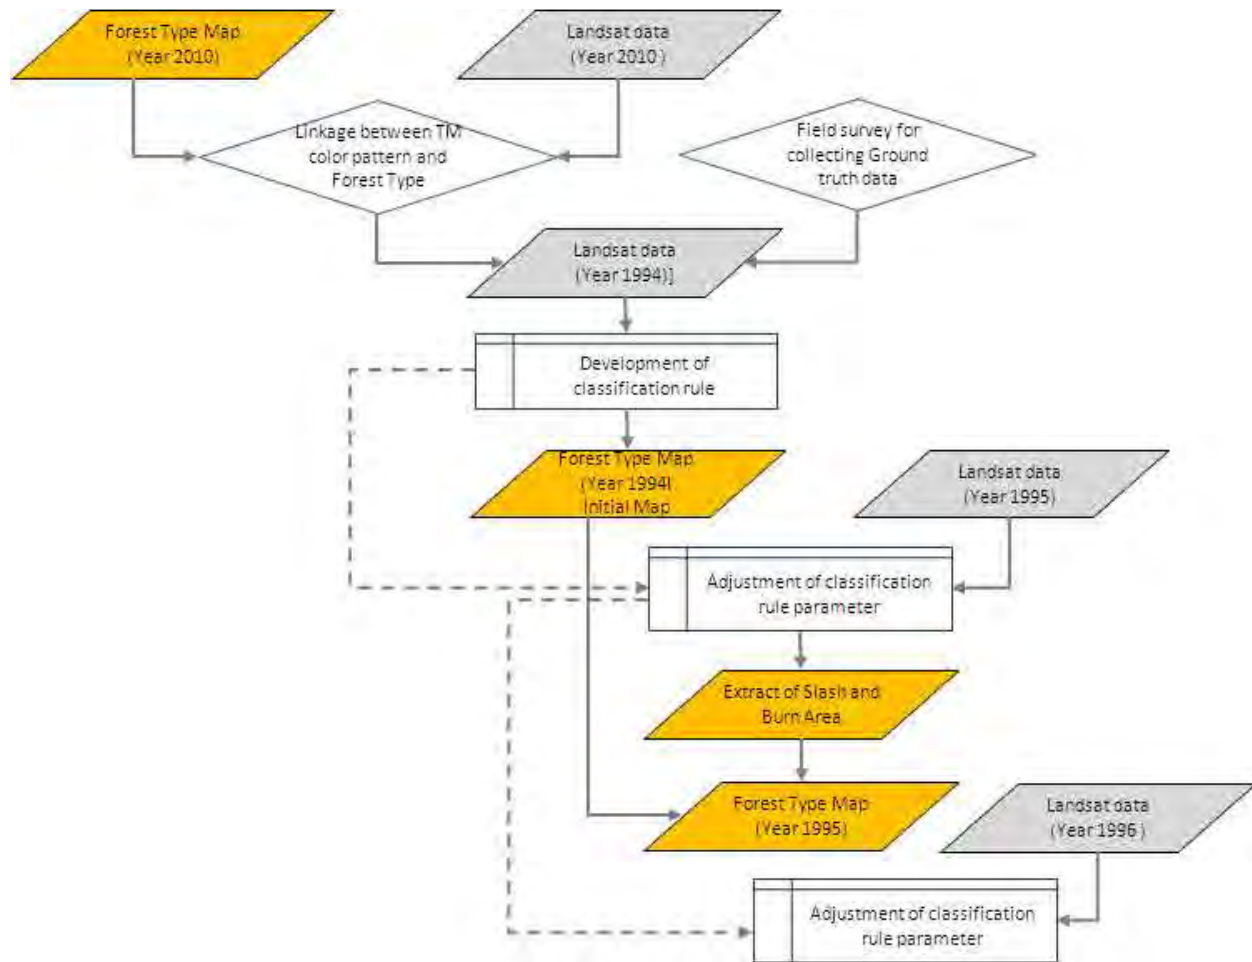 Forest Type Map
(Year 2010)
Landsat data
(Year 2010 )
Linkage between TM
color pattern and
Forest Type
Field survey for
collecting Ground
truth data
Landsat data
(Year 1994)]
Development of
classification rule
Forest Type Map
(Year 1994)
Initial Map
Landsat data
(Year 1995)
Adjustment of classification
rule parameter
Extract of Slash and
Burn Area
Forest Type Map
(Year 1995)
Landsat data
(Year 1996 )
Adjustment of classification
rule parameter